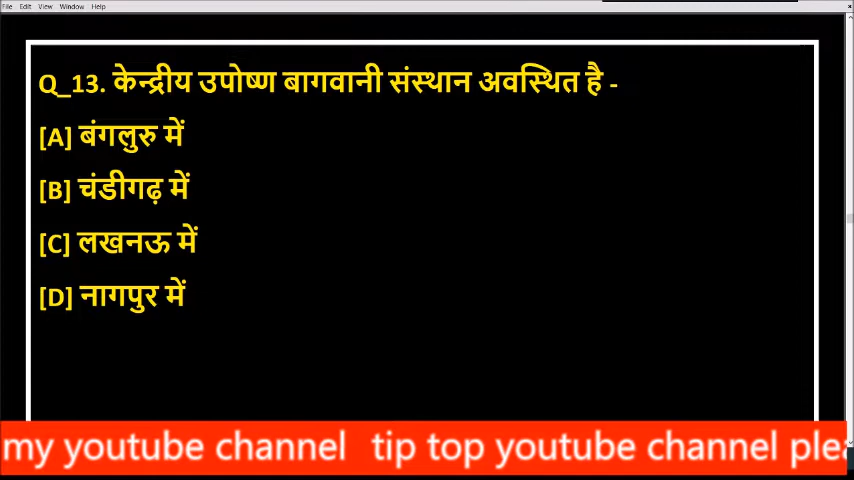 File Edit View Window Help
Q_13. केन्द्रीय उपोष्ण बागवानी संस्थान अवस्थित है -
[A] बंगलुरु में
[B] चंडीगढ़ में
[C] लखनऊ में
[D] नागपुर में
my youtube channel tip top youtube channel plea